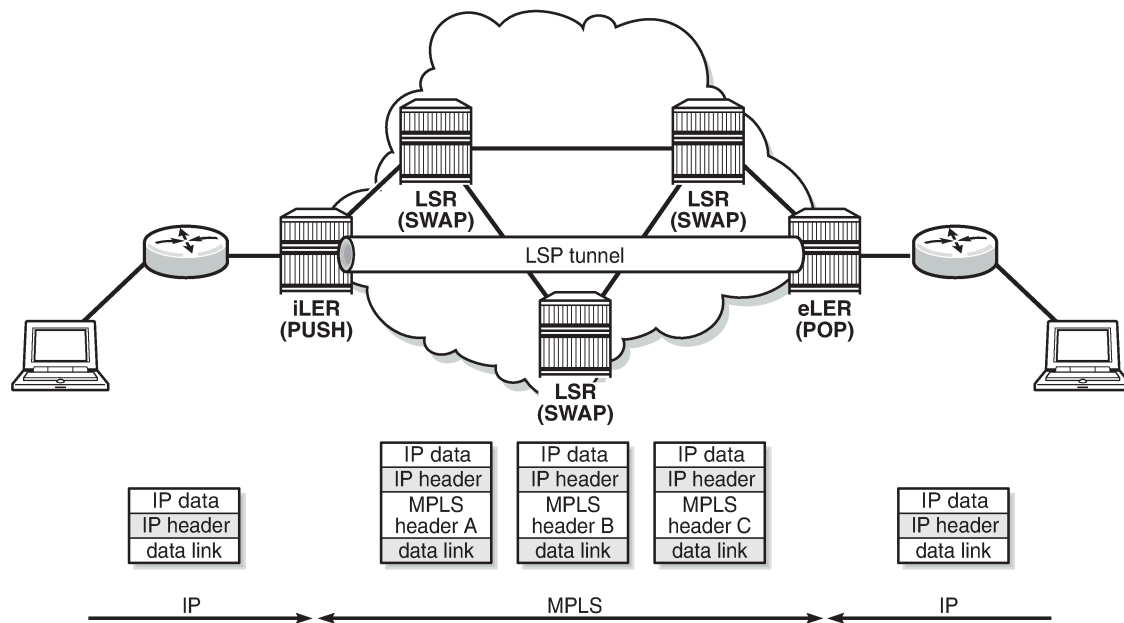 LSR
(SWAP)
LSR
(SWAP)
LSP tunnel
iLER
(PUSH)
eLER
(POP)
LSR
(SWAP)
IP data
IP header
MPLS
header A
data link
IP data
IP header
MPLS
header B
data link
IP data
IP header
MPLS
header C
data link
IP data
IP header
data link
IP data
IP header
data link
IP
MPLS
IP